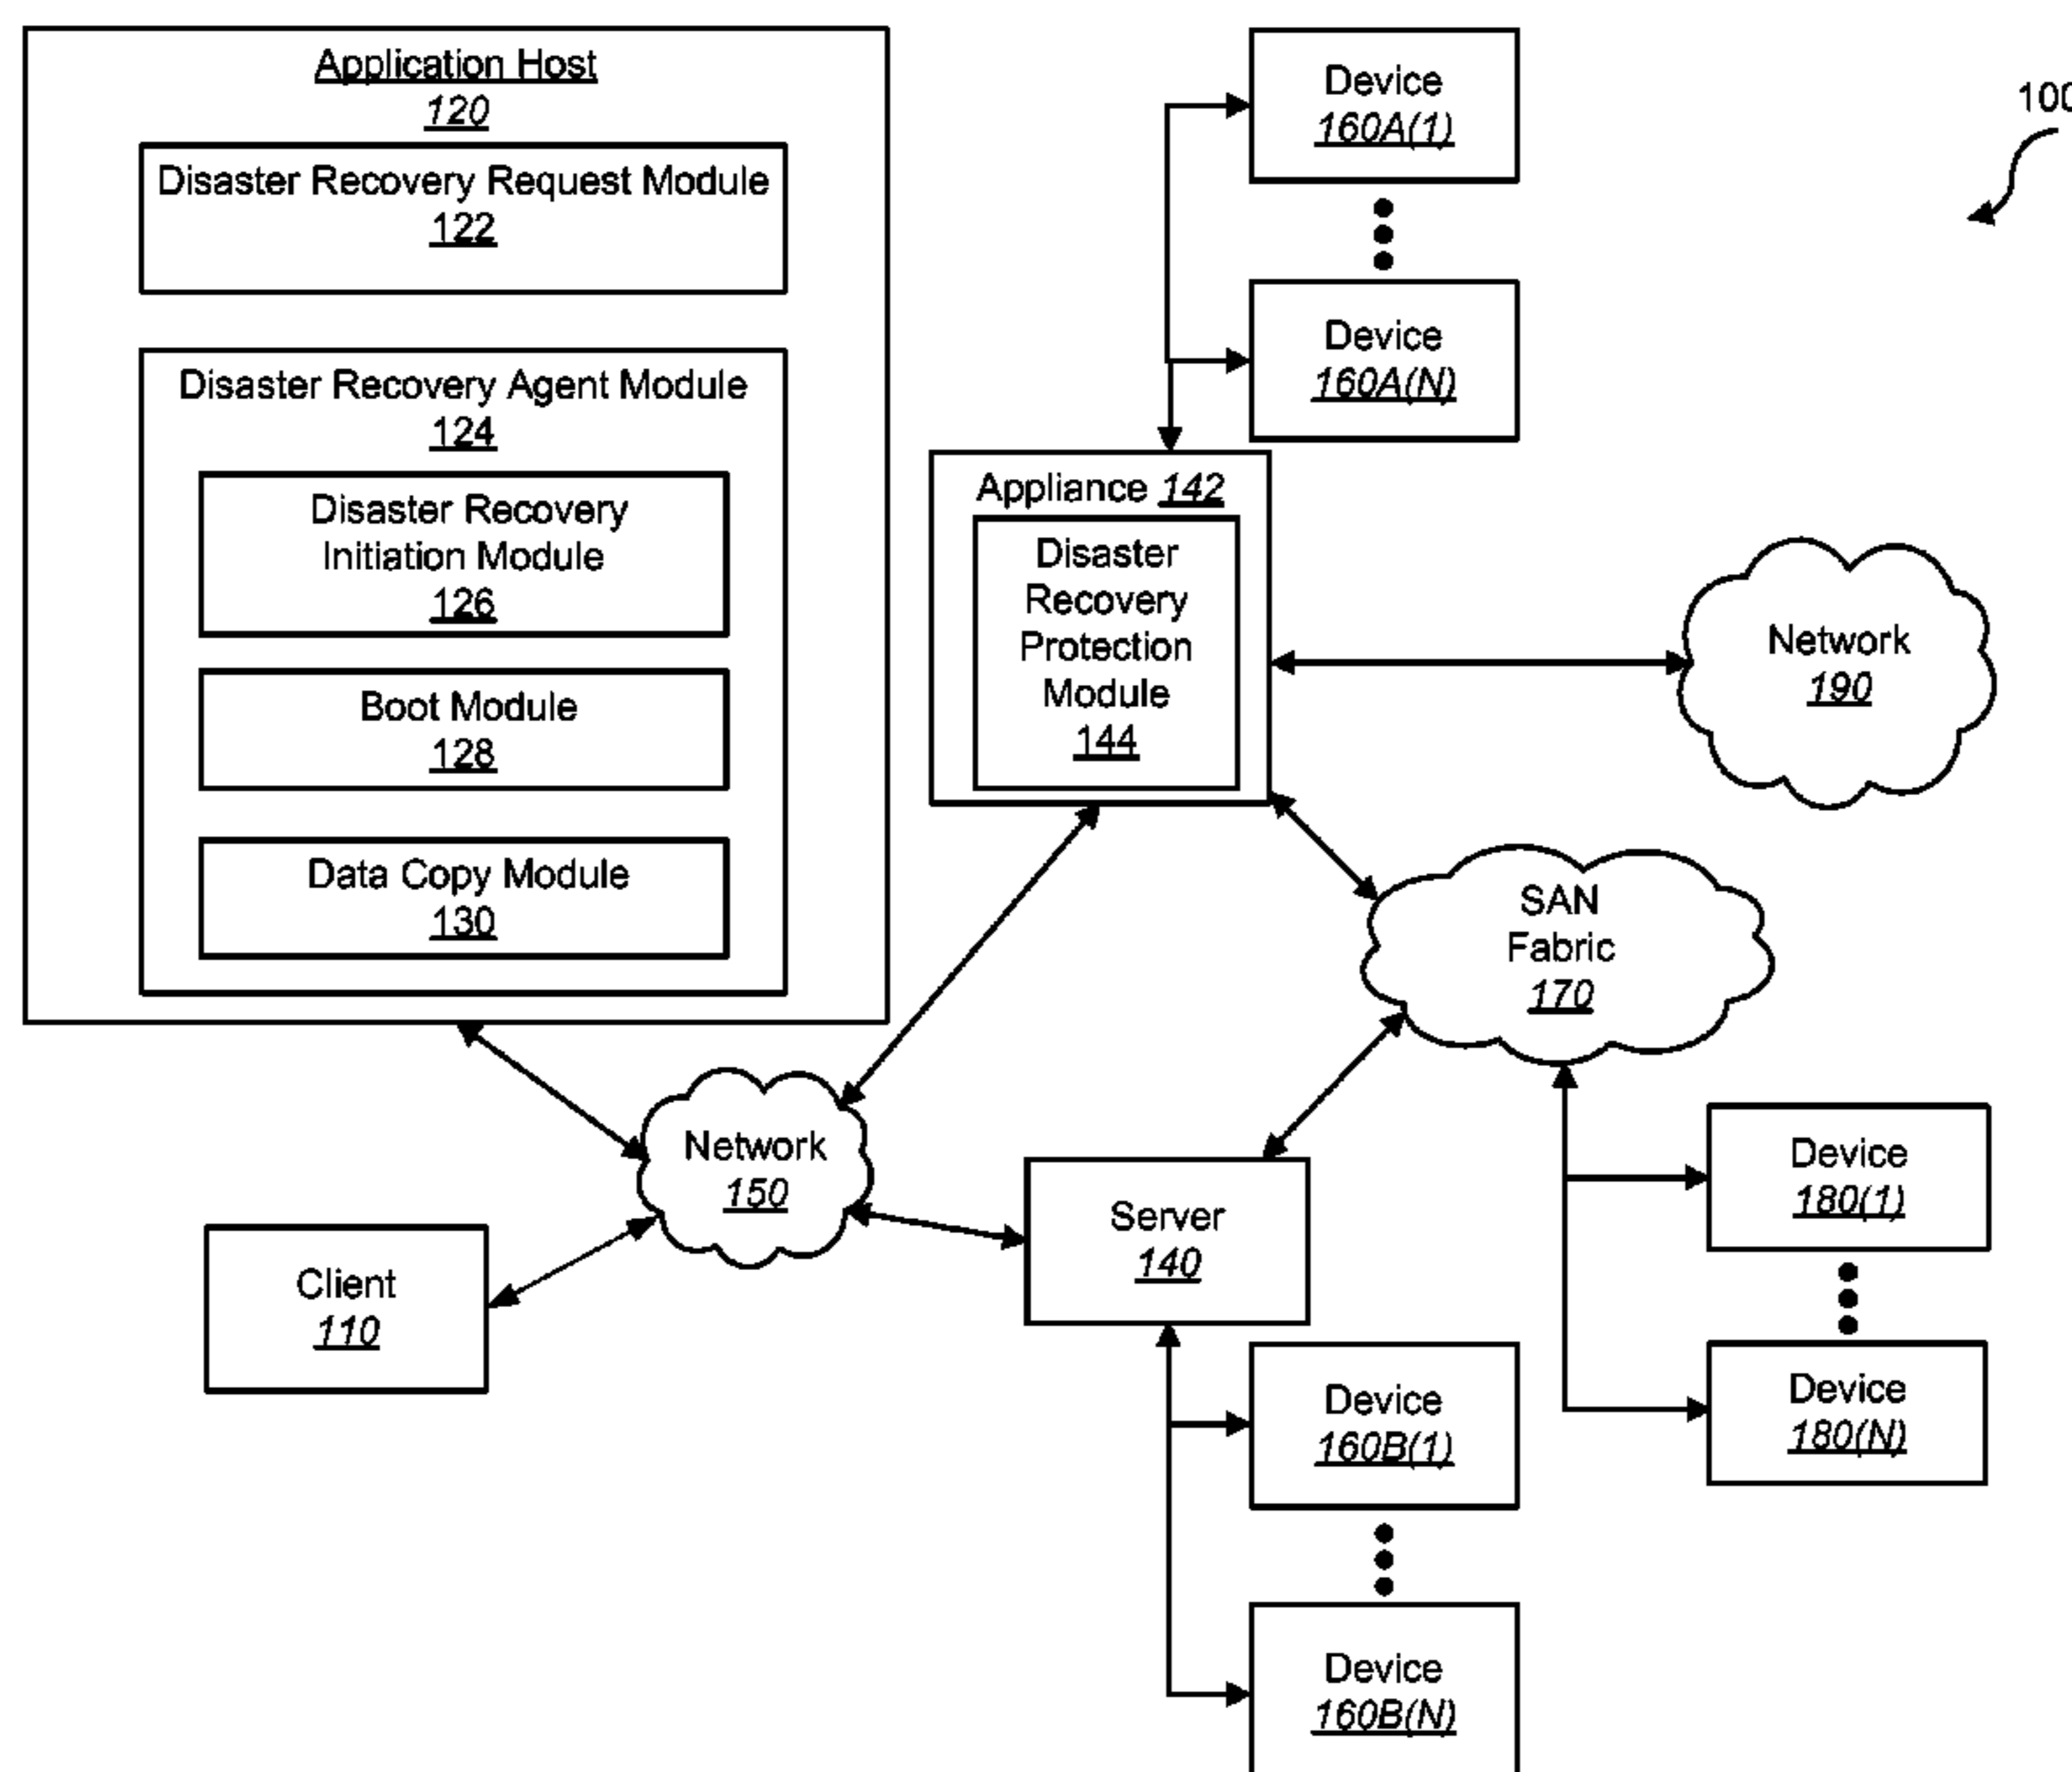 Application Host
120
Disaster Recovery Request Module
122
Disaster Recovery Agent Module
124
Disaster Recovery
Initiation Module
126
Boot Module
128
Data Copy Module
130
Device
160A(1)
Device
160A(N)
100
Appliance 142
Disaster
Recovery
Protection
Module
144
Network
190
SAN
Fabric
170
Network
150
Client
110
Server
140
Device
180(1)
Device
180(N)
Device
160B(1)
Device
160B(N)